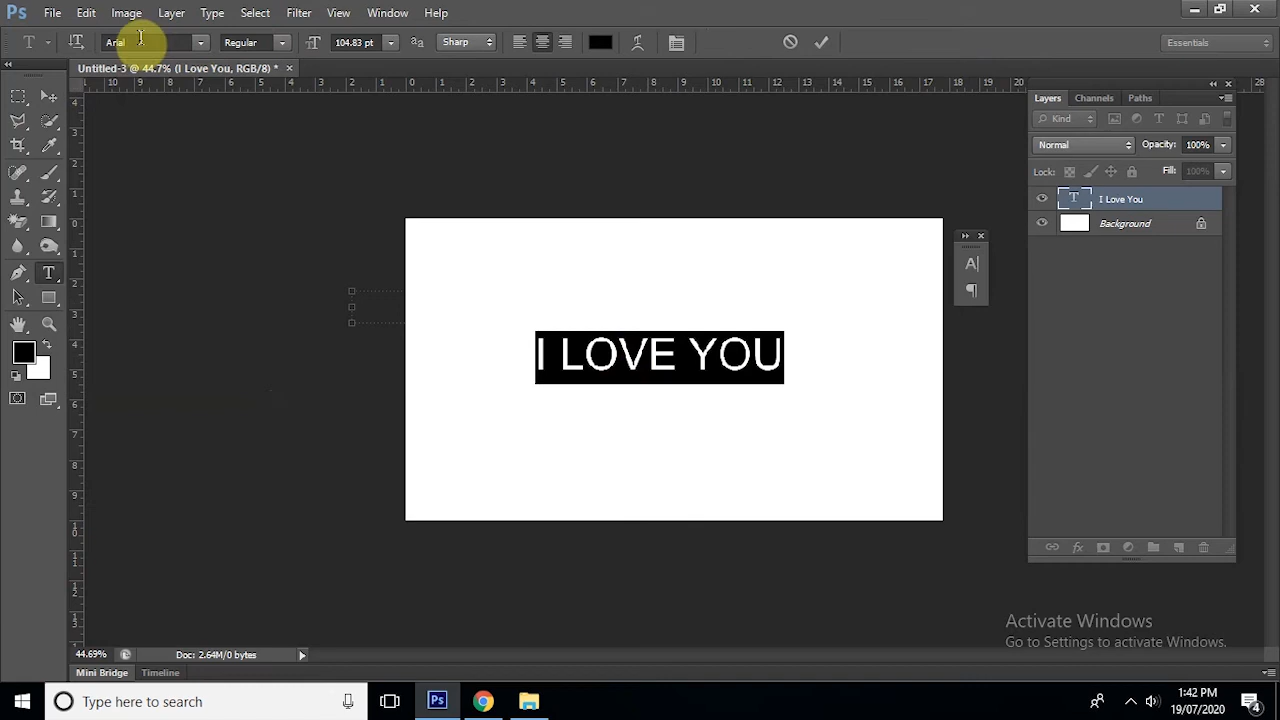 Ps File Edit Image Layer Type Select Filter View Window Help
T Arial Regular 104.83 pt Sharp Essentials
Untitled-3 @ 44.7% (I Love You, RGB/8) *
Layers Channels Paths
Kind
Normal Opacity: 100%
Lock: Fill: 100%
T I Love You
Background
I LOVE YOU
Activate Windows
Go to Settings to activate Windows.
44.69% Doc: 2.64M/0 bytes
Mini Bridge Timeline
Type here to search
Ps
1:42 PM
19/07/2020
4